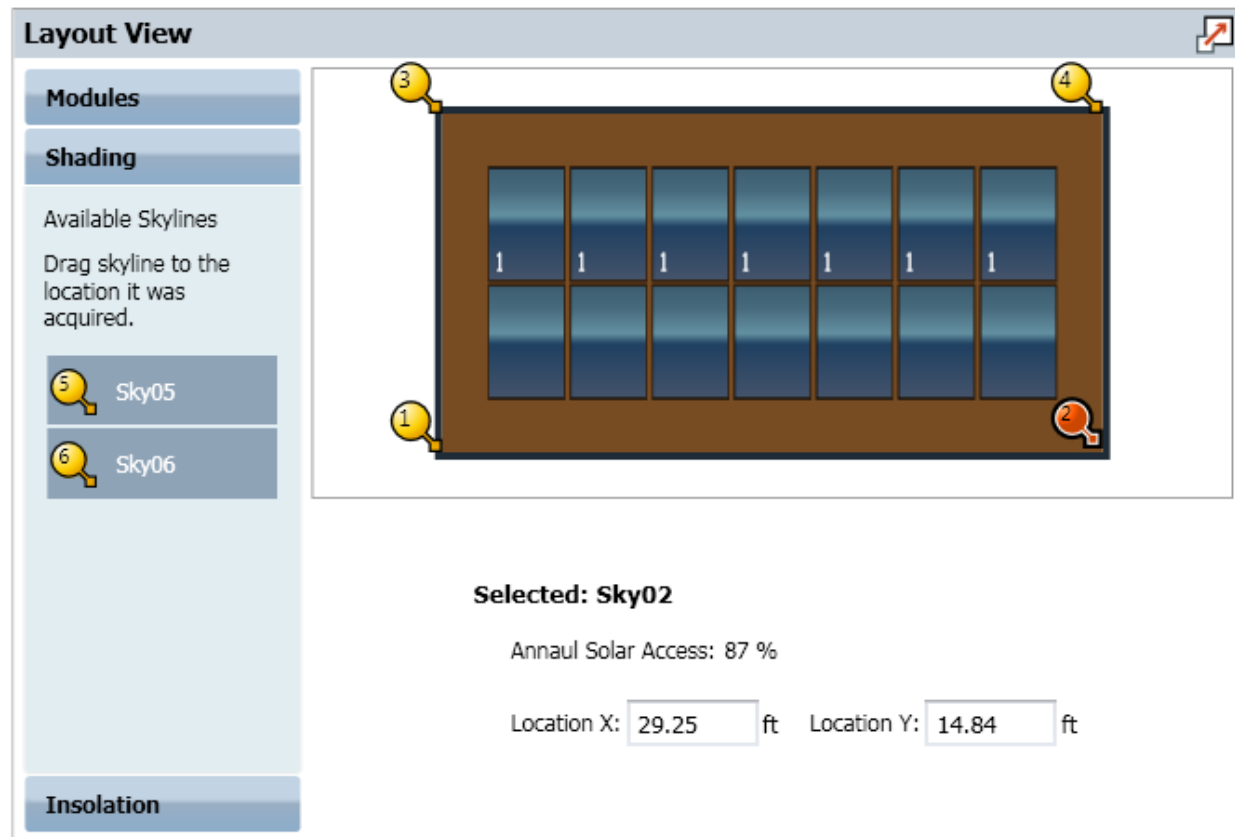 Layout View
Modules
Shading
Available Skylines
Drag skyline to the
location it was
acquired.
5 Sky05
6 Sky06
Insolation
3 4
1 1 1 1 1 1 1
1 2
Selected: Sky02
Annaul Solar Access: 87 %
Location X: 29.25 ft Location Y: 14.84 ft